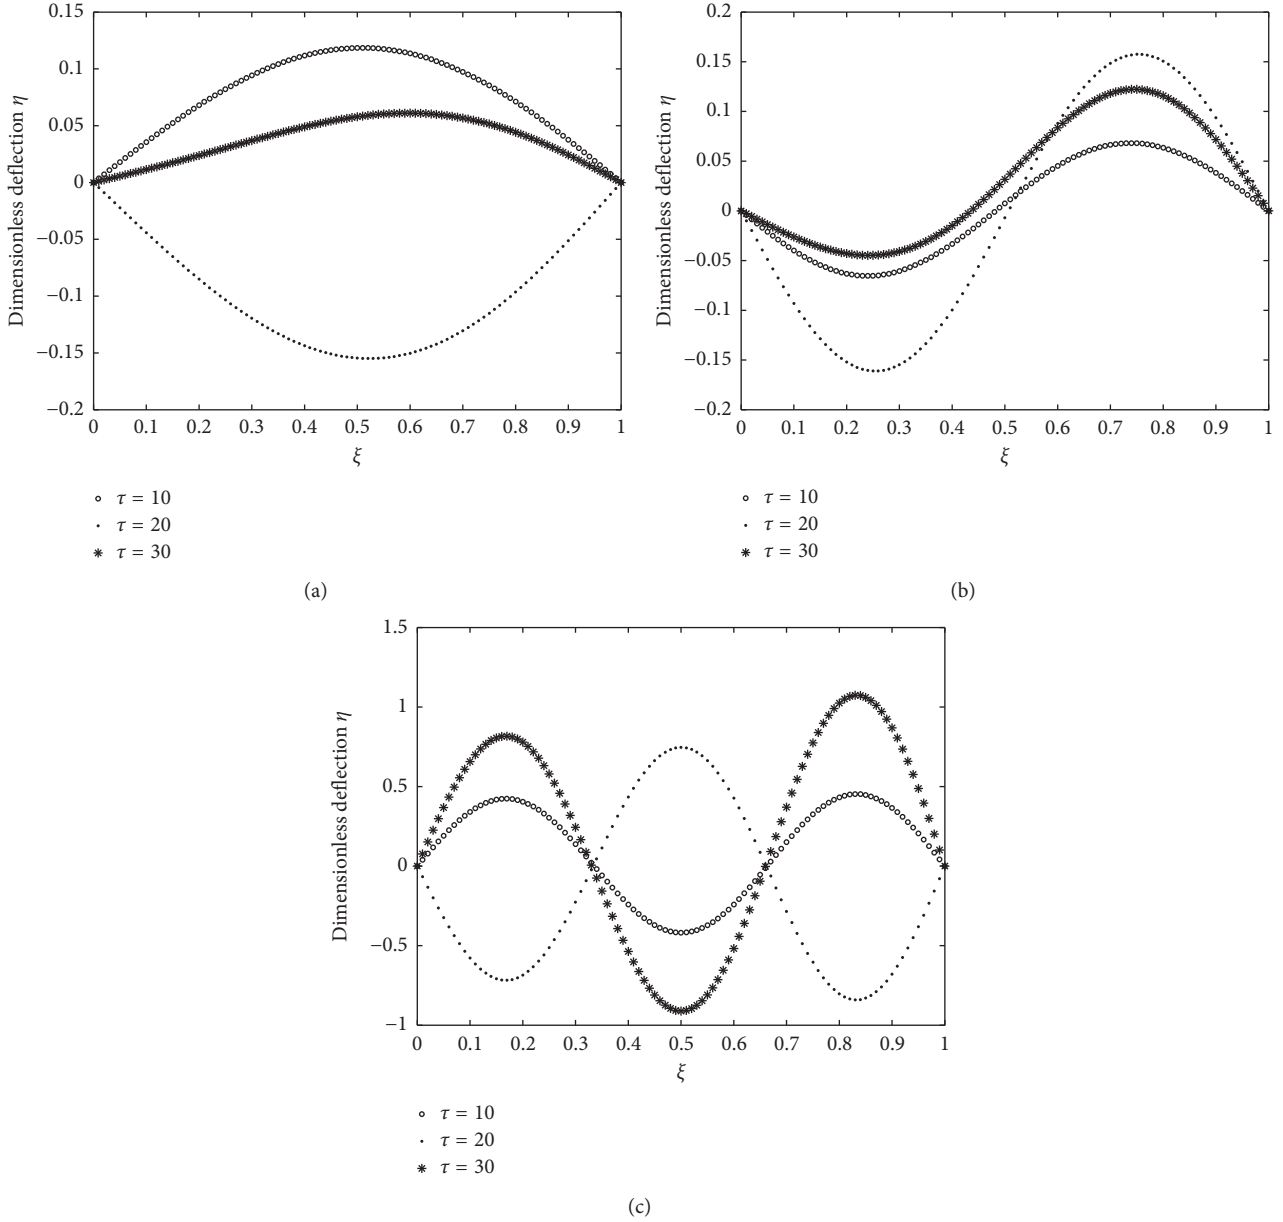 0.15
0.1
0.05
0
−0.05
−0.1
−0.15
−0.2
Dimensionless deflection η
0 0.1 0.2 0.3 0.4 0.5 0.6 0.7 0.8 0.9 1
ξ
τ = 10
τ = 20
τ = 30
(a)
0.2
0.15
0.1
0.05
0
−0.05
−0.1
−0.15
−0.2
Dimensionless deflection η
0 0.1 0.2 0.3 0.4 0.5 0.6 0.7 0.8 0.9 1
ξ
τ = 10
τ = 20
τ = 30
(b)
1.5
1
0.5
0
−0.5
−1
Dimensionless deflection η
0 0.1 0.2 0.3 0.4 0.5 0.6 0.7 0.8 0.9 1
ξ
τ = 10
τ = 20
τ = 30
(c)